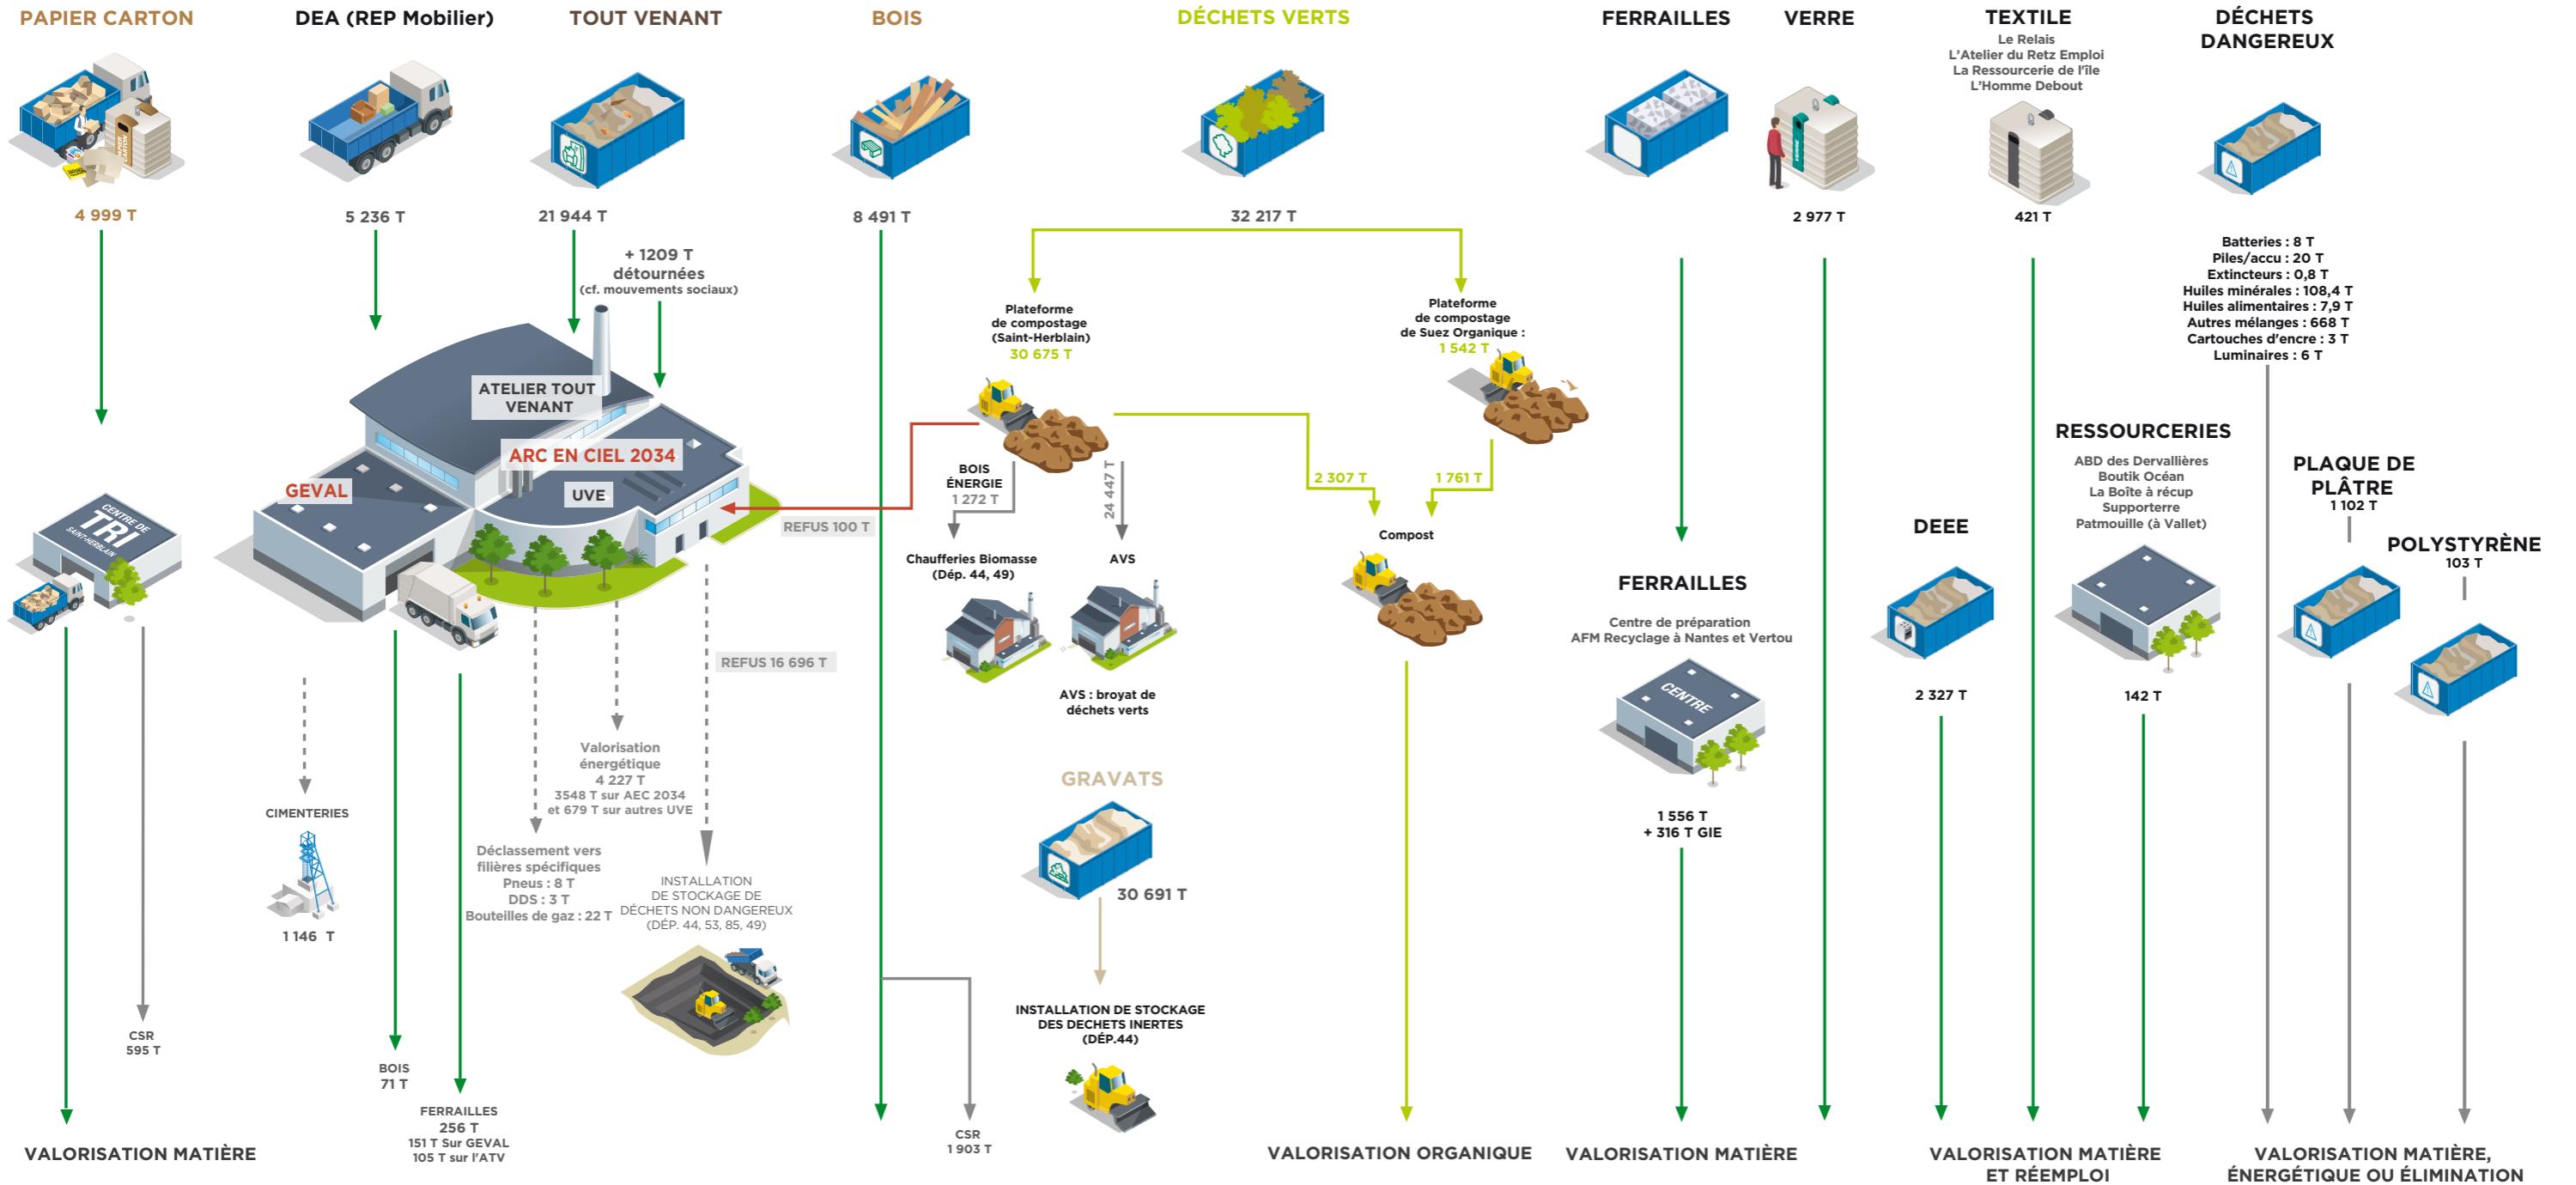 PAPIER CARTON
4 999 T
DEA (REP Mobilier)
5 236 T
TOUT VENANT
21 944 T
+ 1209 T
détournées
(cf. mouvements sociaux)
BOIS
8 491 T
DÉCHETS VERTS
32 217 T
FERRAILLES
VERRE
VERRE
2 977 T
TEXTILE
Le Relais
L'Atelier du Retz Emploi
La Ressourcerie de l'île
L'Homme Debout
421 T
DÉCHETS
DANGEREUX
Batteries : 8 T
Piles/accu : 20 T
Extincteurs : 0,8 T
Huiles minérales : 108,4 T
Huiles alimentaires : 7,9 T
Autres mélanges : 668 T
Cartouches d'encre : 3 T
Luminaires : 6 T
Plateforme
de compostage
(Saint-Herblain)
30 675 T
Plateforme
de compostage
de Suez Organique :
1 542 T
ATELIER TOUT
VENANT
ARC EN CIEL 2034
GEVAL
UVE
CENTRE DE
TRI
SAINT-HERBLAIN
REFUS 100 T
BOIS
ÉNERGIE
1 272 T
24 447 T
2 307 T
1 761 T
Compost
Chaufferies Biomasse
(Dép. 44, 49)
AVS
AVS : broyat de
déchets verts
REFUS 16 696 T
RESSOURCERIES
ABD des Dervallières
Boutik Océan
La Boîte à récup
Supporterre
Patmouille (à Vallet)
142 T
PLAQUE DE
PLÂTRE
1 102 T
POLYSTYRÈNE
103 T
DEEE
2 327 T
FERRAILLES
Centre de préparation
AFM Recyclage à Nantes et Vertou
CENTRE
1 556 T
+ 316 T GIE
Valorisation
énergétique
4 227 T
3548 T sur AEC 2034
et 679 T sur autres UVE
CIMENTERIES
1 146 T
Déclassement vers
filières spécifiques
Pneus : 8 T
DDS : 3 T
Bouteilles de gaz : 22 T
INSTALLATION
DE STOCKAGE DE
DÉCHETS NON DANGEREUX
(DÉP. 44, 53, 85, 49)
GRAVATS
30 691 T
INSTALLATION DE STOCKAGE
DES DECHETS INERTES
(DÉP.44)
CSR
595 T
BOIS
71 T
FERRAILLES
256 T
151 T Sur GEVAL
105 T sur l'ATV
CSR
1 903 T
VALORISATION MATIÈRE
VALORISATION ORGANIQUE
VALORISATION MATIÈRE
VALORISATION MATIÈRE
ET RÉEMPLOI
VALORISATION MATIÈRE,
ÉNERGÉTIQUE OU ÉLIMINATION